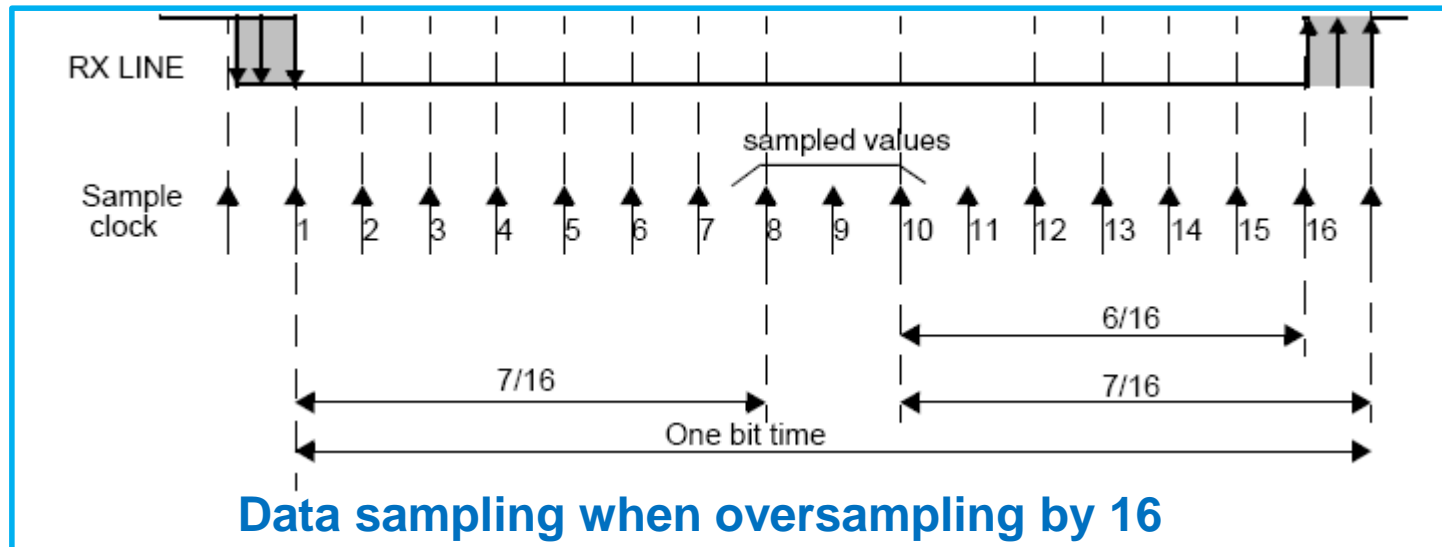 RX LINE
sampled values
Sample
clock
1 2 3 4 5 6 7 8 9 10 11 12 13 14 15 16
6/16
7/16
7/16
One bit time
Data sampling when oversampling by 16